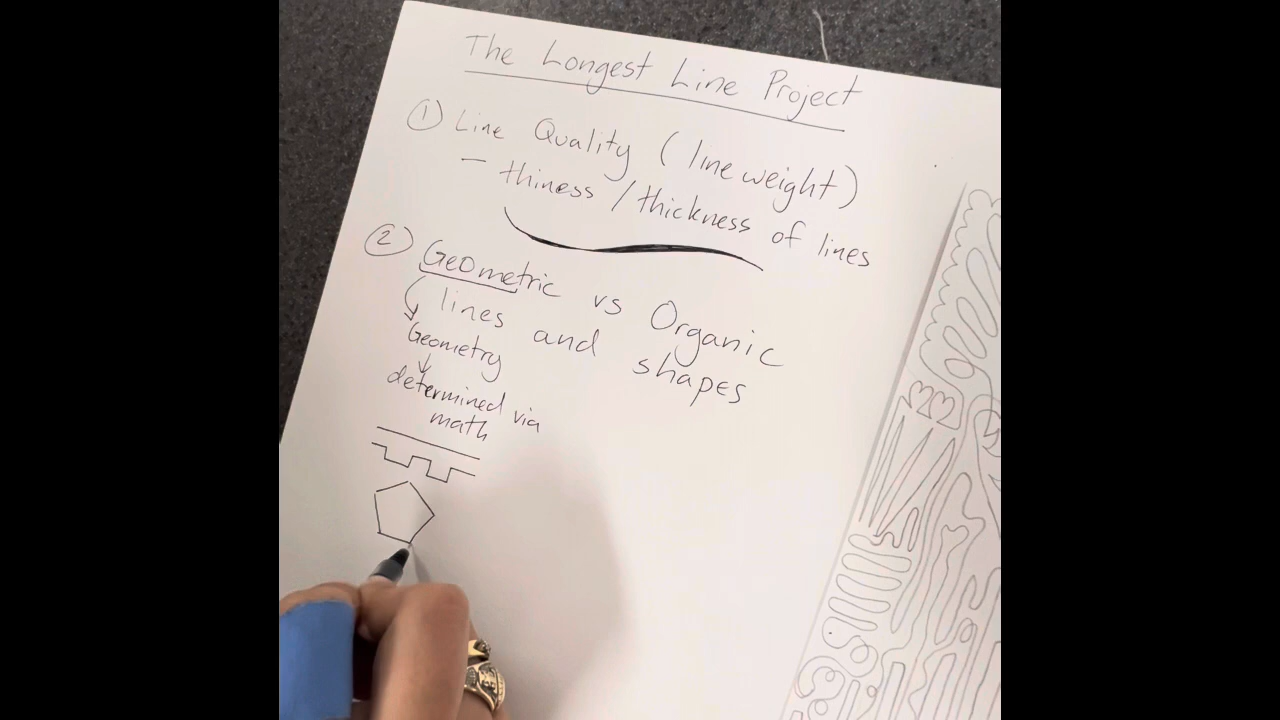 The Longest Line Project
① Line Quality (line weight)
- thiness / thickness of lines
② Geometric vs Organic
lines and shapes
Geometry
determined via
math